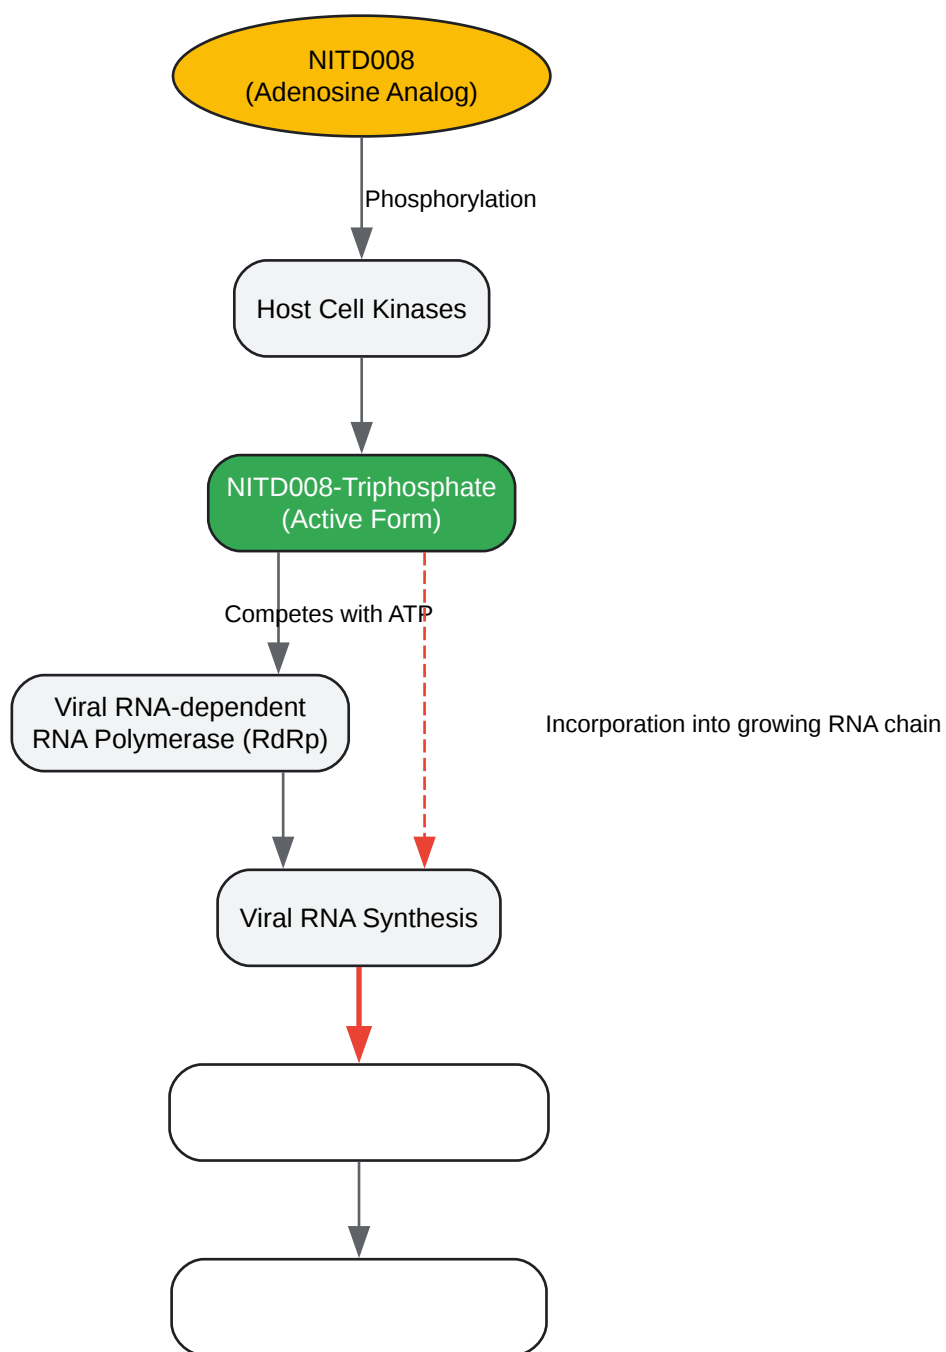 NITD008
(Adenosine Analog)
Phosphorylation
Host Cell Kinases
NITD008-Triphosphate
(Active Form)
Competes with ATP
Viral RNA-dependent
RNA Polymerase (RdRp)
Incorporation into growing RNA chain
Viral RNA Synthesis